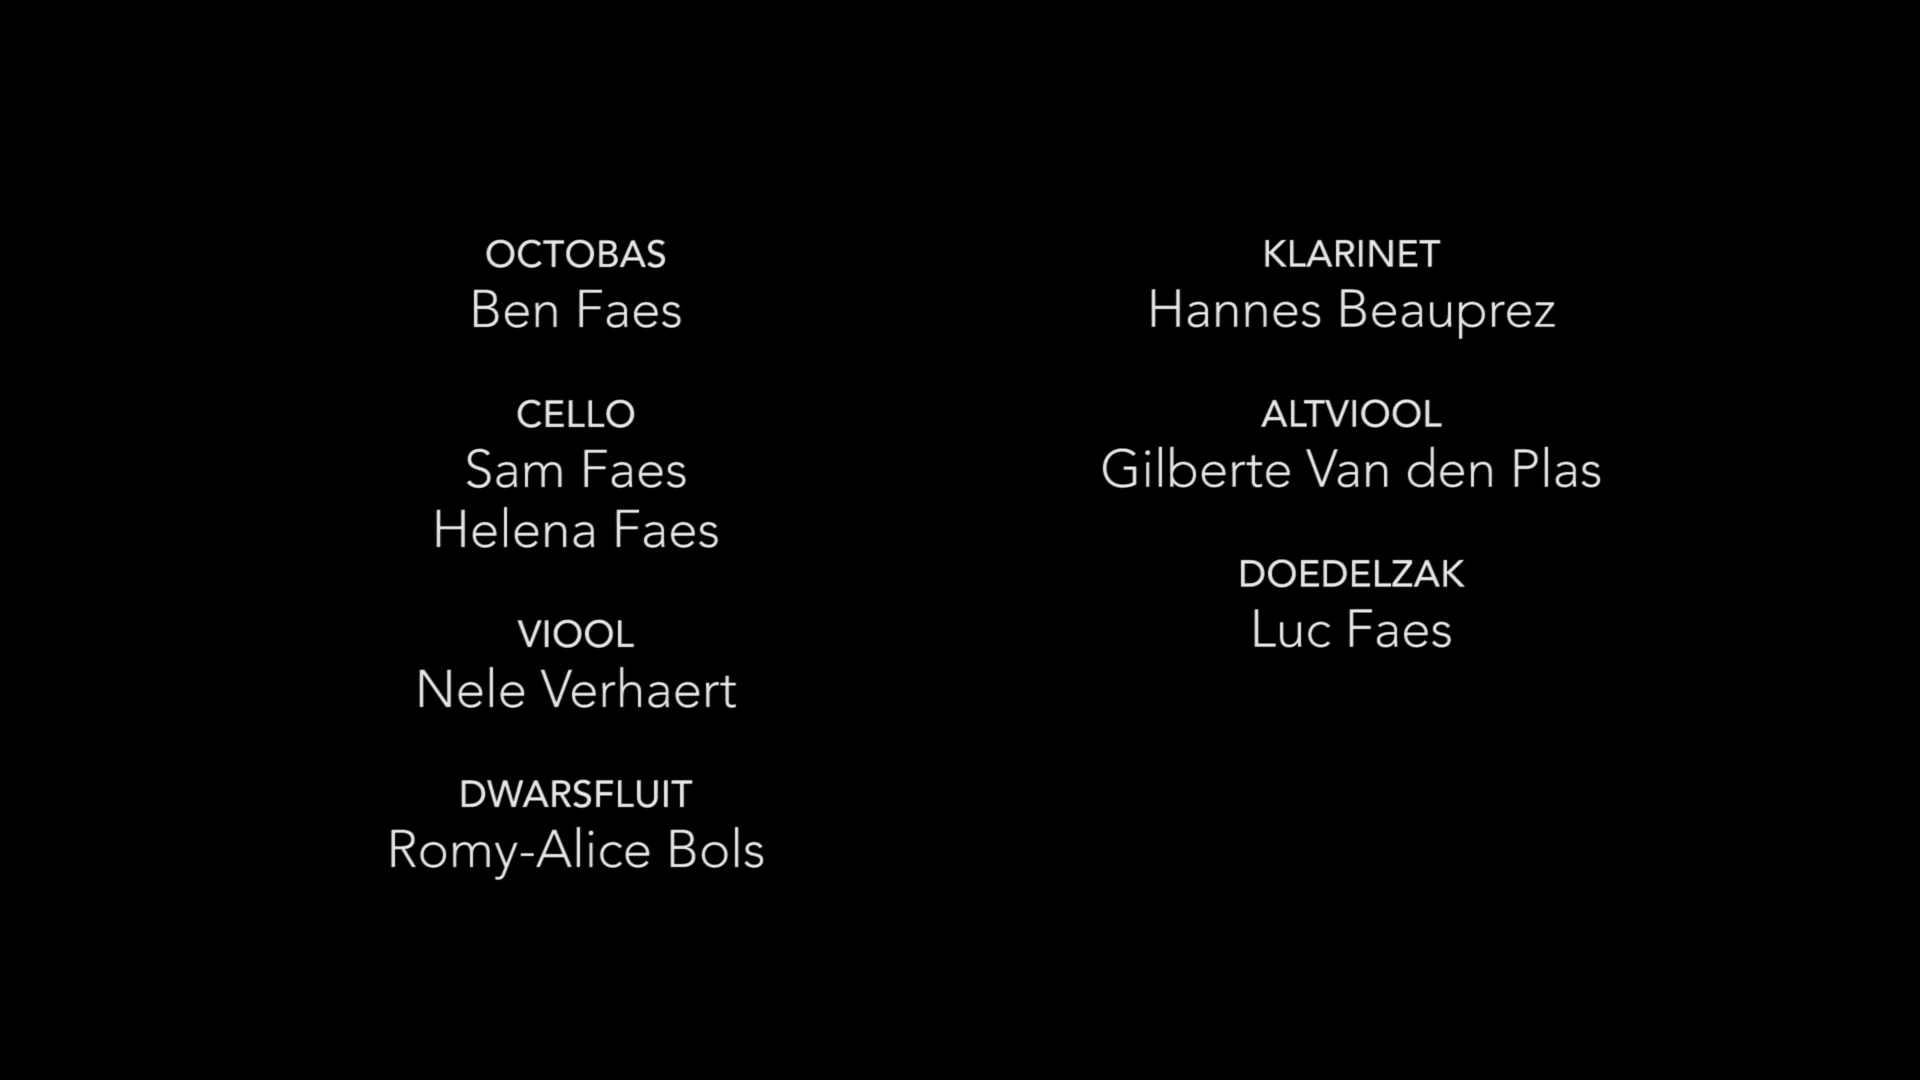 OCTOBAS
Ben Faes
CELLO
Sam Faes
Helena Faes
VIOOL
Nele Verhaert
DWARSFLUIT
Romy-Alice Bols
KLARINET
Hannes Beauprez
ALTVIOOL
Gilberte Van den Plas
DOEDELZAK
Luc Faes